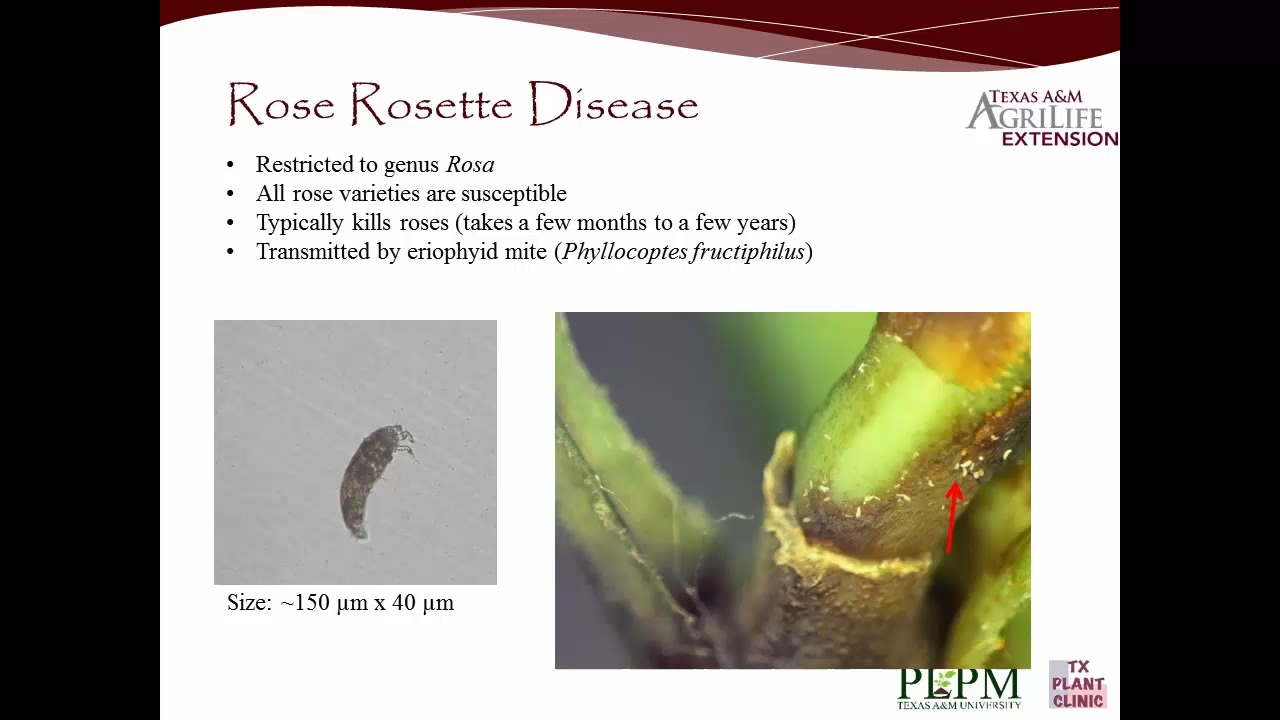 Rose Rosette Disease
TEXAS A&M
AGRILIFE
EXTENSION
• Restricted to genus Rosa
• All rose varieties are susceptible
• Typically kills roses (takes a few months to a few years)
• Transmitted by eriophyid mite (Phyllocoptes fructiphilus)
Size: ~150 µm x 40 µm
PLPM
TEXAS A&M UNIVERSITY
TX
PLANT
CLINIC